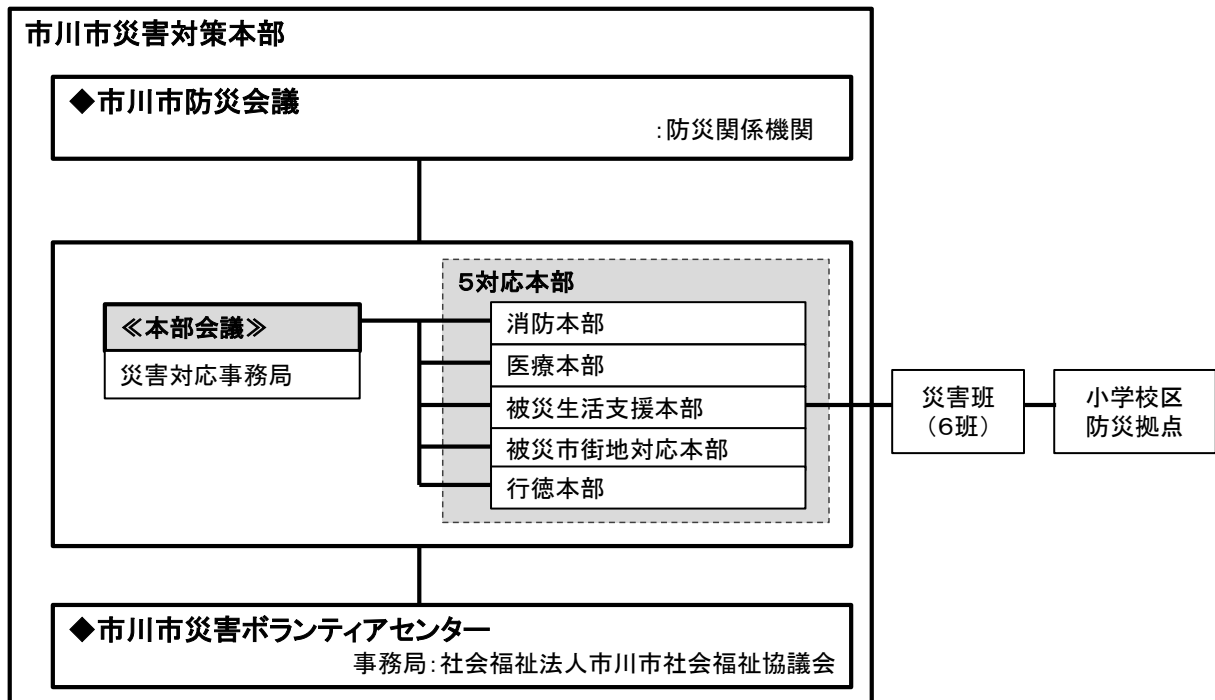 市川市災害対策本部
◆市川市防災会議
:防災関係機関
5対応本部
≪本部会議≫
災害対応事務局
消防本部
医療本部
被災生活支援本部
被災市街地対応本部
行徳本部
災害班
(6班)
小学校区
防災拠点
◆市川市災害ボランティアセンター
事務局:社会福祉法人市川市社会福祉協議会